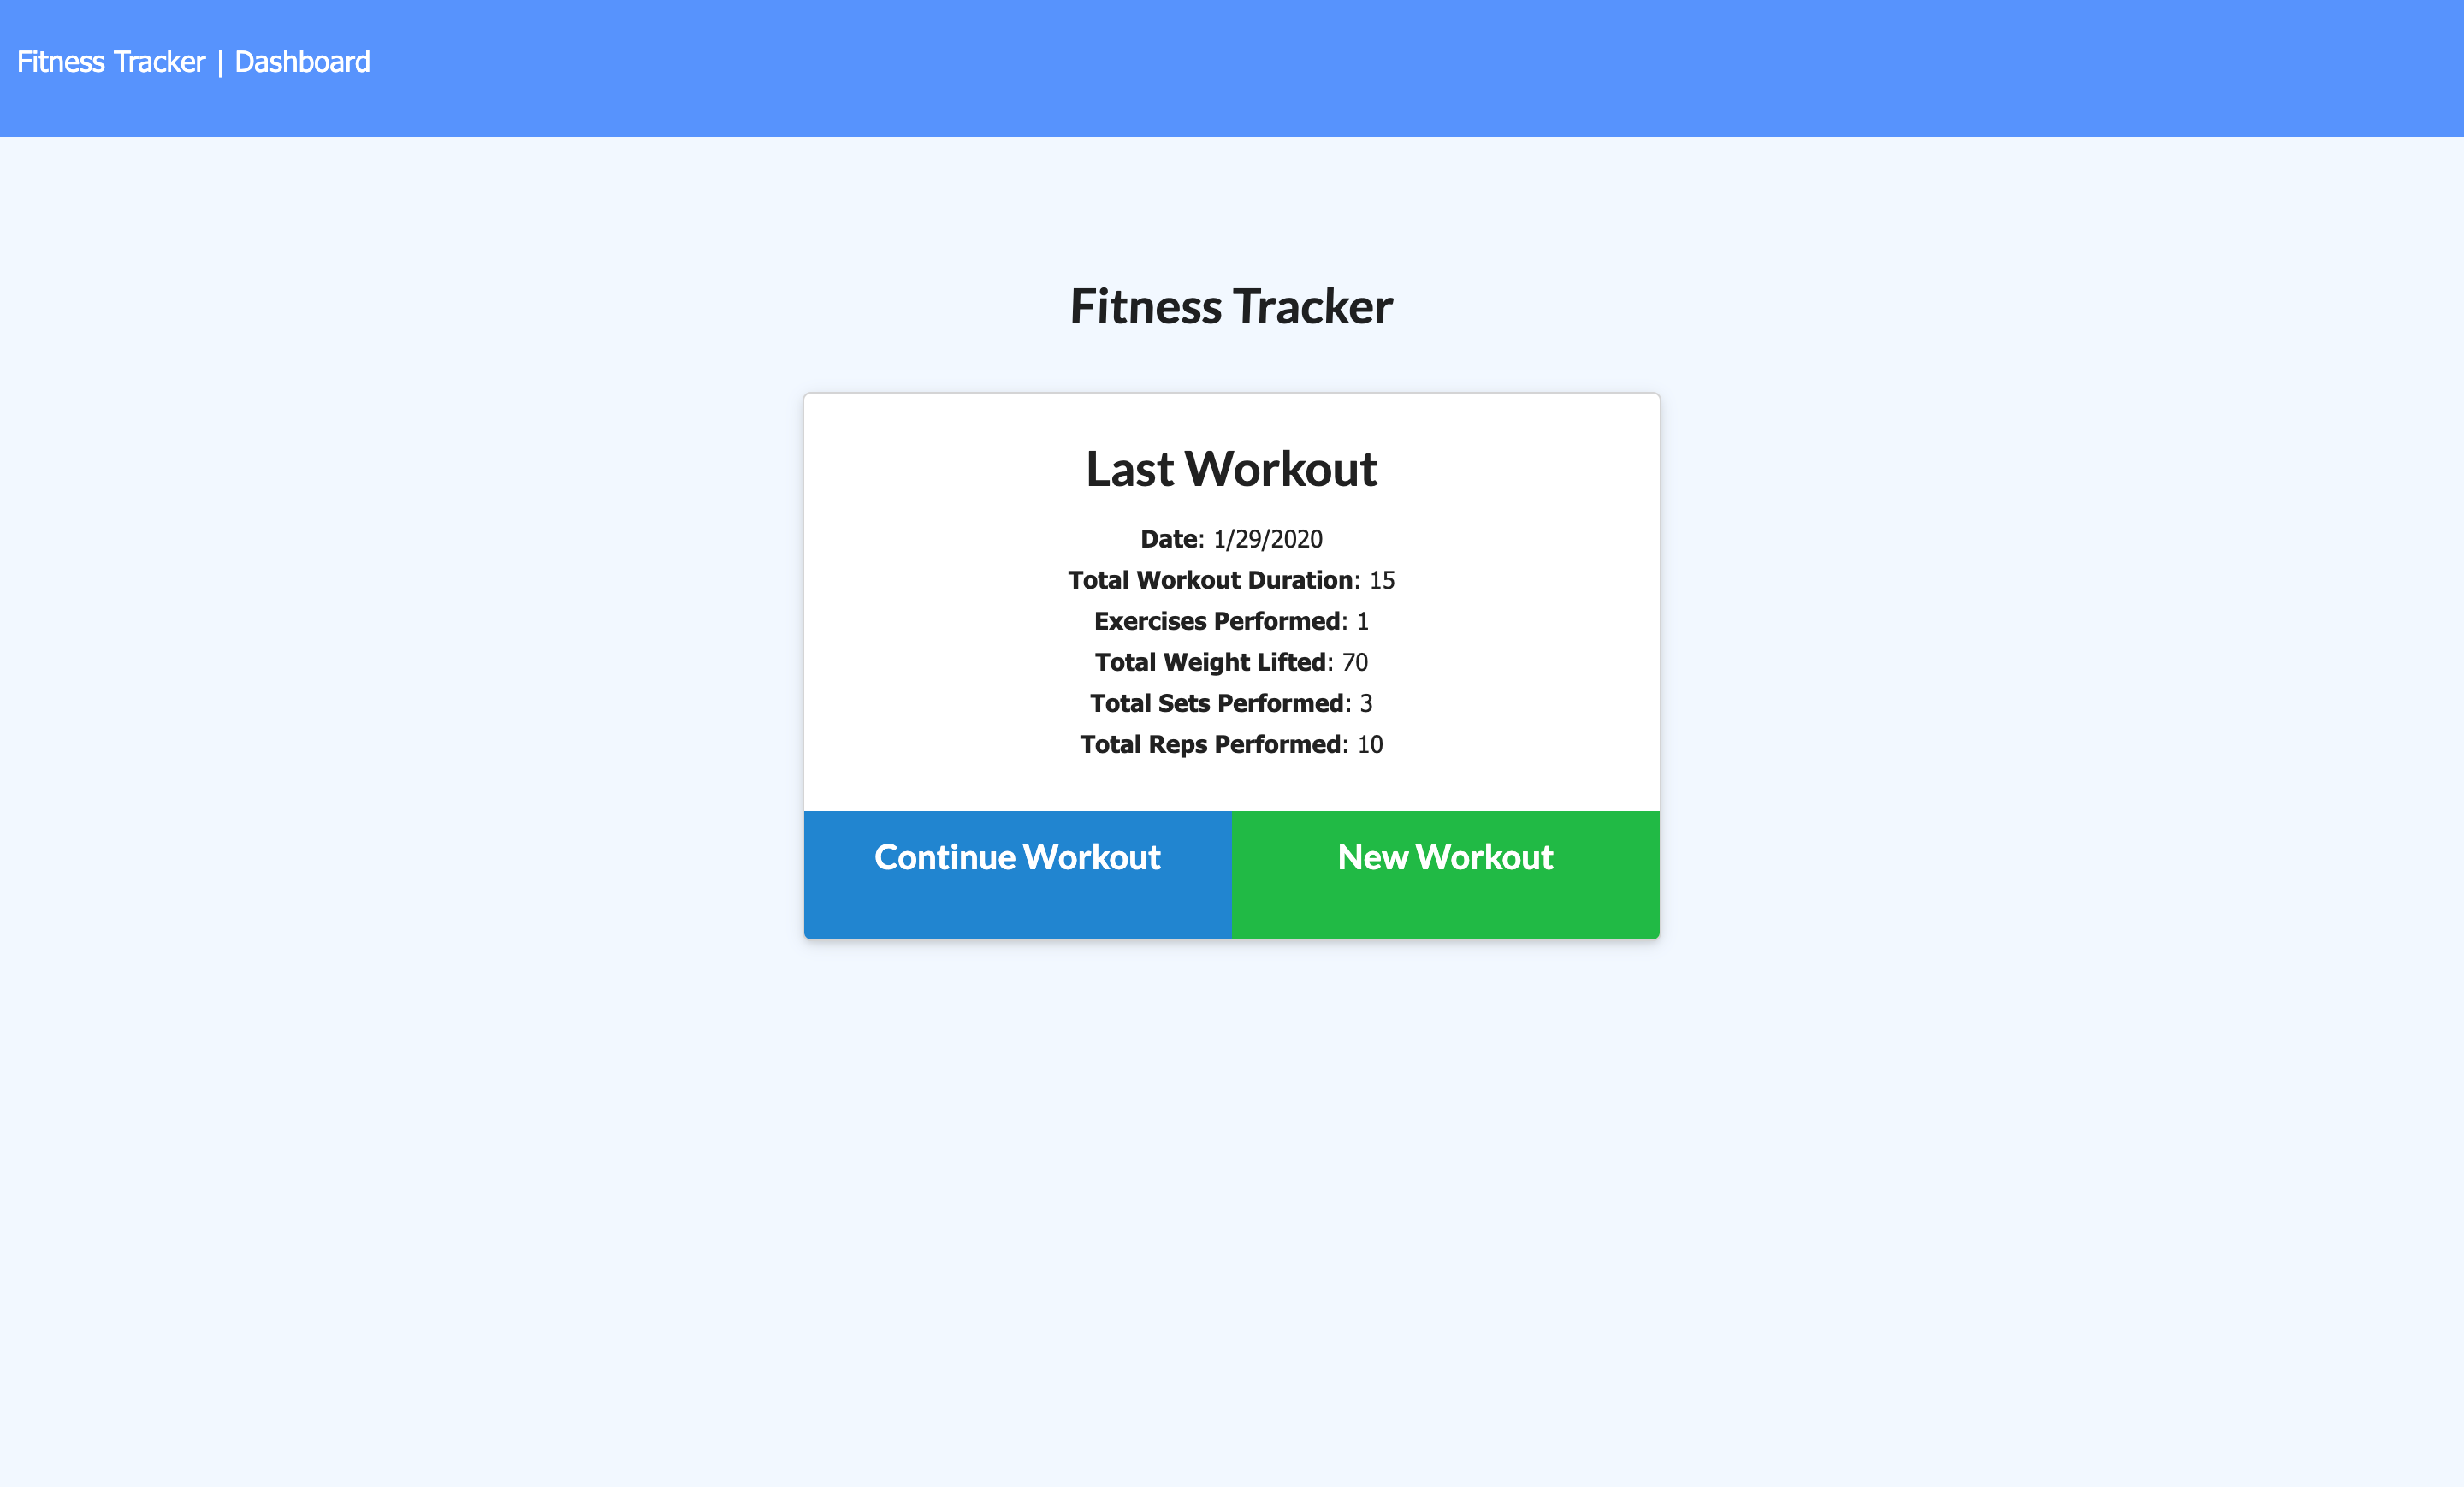 Fitness Tracker | Dashboard
Fitness Tracker
Last Workout
Date: 1/29/2020
Total Workout Duration: 15
Exercises Performed: 1
Total Weight Lifted: 70
Total Sets Performed: 3
Total Reps Performed: 10
Continue Workout
New Workout